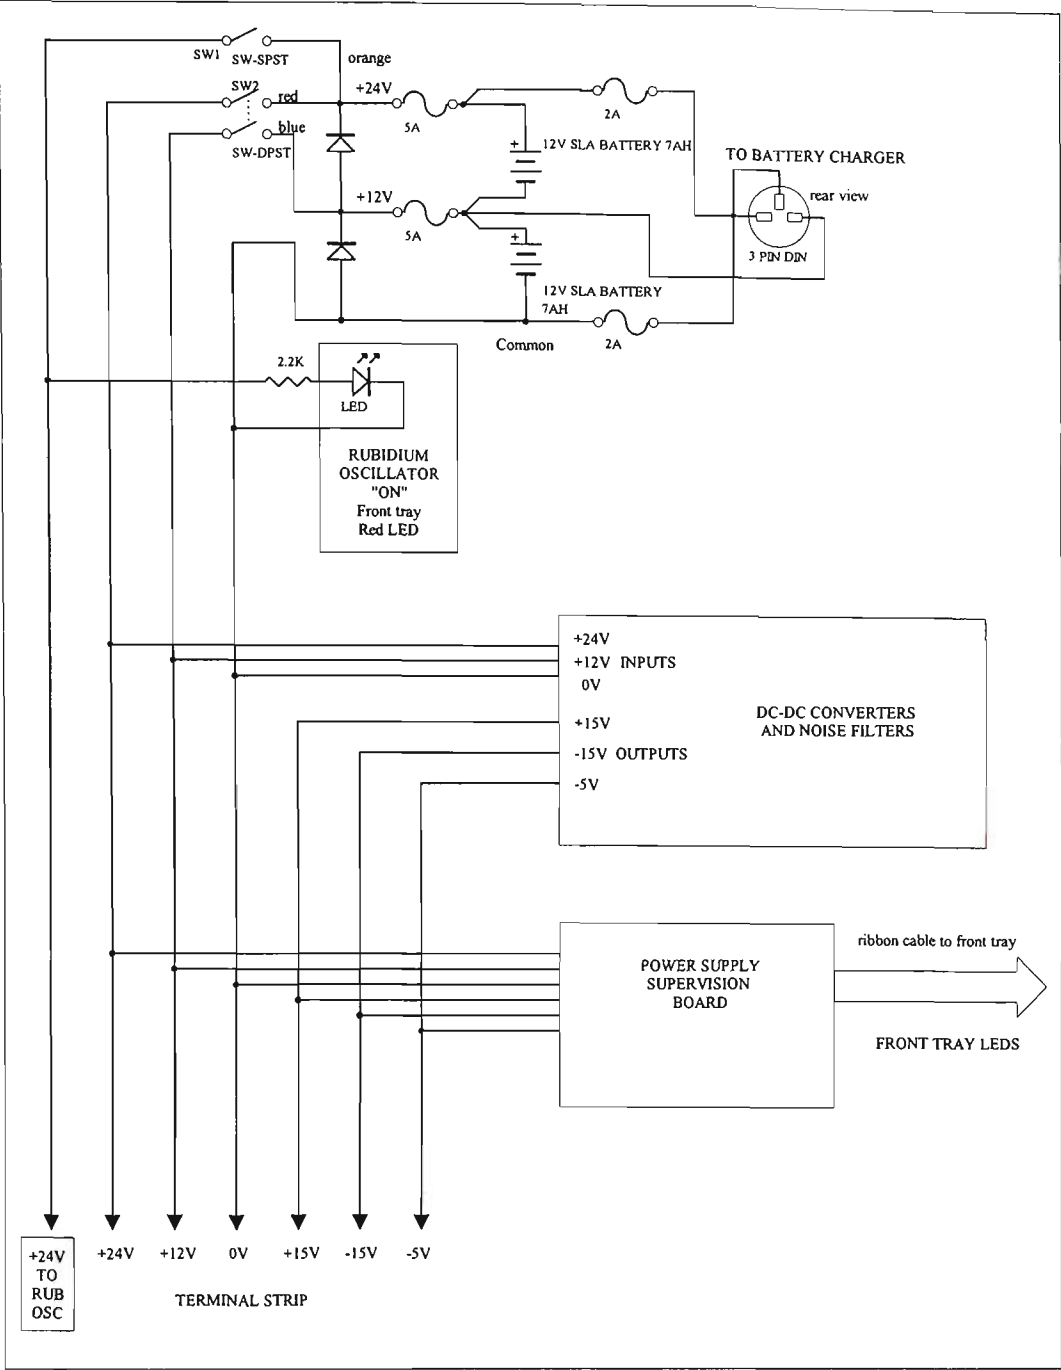 SW1 SW-SPST
orange
SW2
red
+24V
5A
2A
blue
SW-DPST
+ 12V SLA BATTERY 7AH
TO BATTERY CHARGER
rear view
+12V
5A
+
3 PIN DIN
12V SLA BATTERY
7AH
Common
2A
2.2K
LED
RUBIDIUM
OSCILLATOR
"ON"
Front tray
Red LED
+24V
+12V INPUTS
0V
+15V
-15V OUTPUTS
-5V
DC-DC CONVERTERS
AND NOISE FILTERS
POWER SUPPLY
SUPERVISION
BOARD
ribbon cable to front tray
FRONT TRAY LEDS
+24V
TO
RUB
OSC
+24V
+12V
0V
+15V
-15V
-5V
TERMINAL STRIP